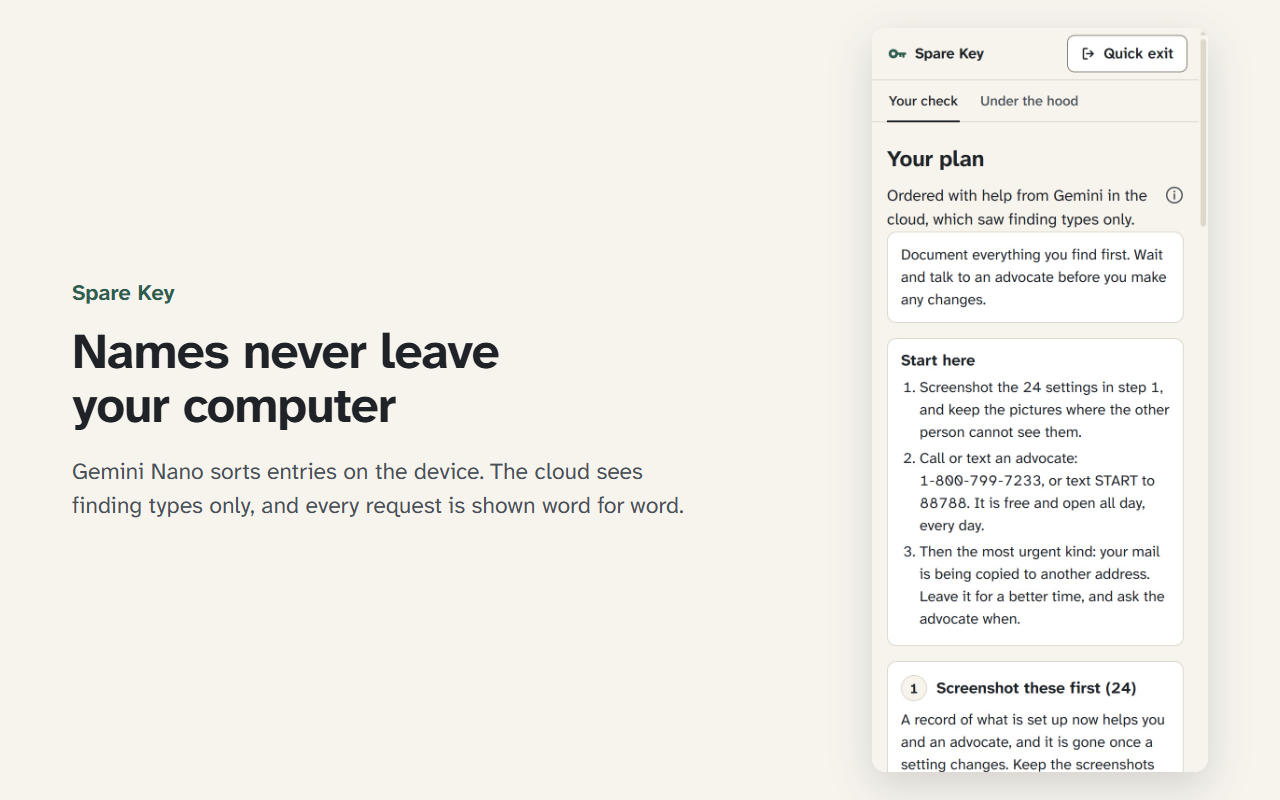 Spare Key
Names never leave
your computer
Gemini Nano sorts entries on the device. The cloud sees
finding types only, and every request is shown word for word.
Spare Key
Quick exit
Your check
Under the hood
Your plan
Ordered with help from Gemini in the
cloud, which saw finding types only.
Document everything you find first. Wait
and talk to an advocate before you make
any changes.
Start here
1. Screenshot the 24 settings in step 1,
and keep the pictures where the other
person cannot see them.
2. Call or text an advocate:
1-800-799-7233, or text START to
88788. It is free and open all day,
every day.
3. Then the most urgent kind: your mail
is being copied to another address.
Leave it for a better time, and ask the
advocate when.
1 Screenshot these first (24)
A record of what is set up now helps you
and an advocate, and it is gone once a
setting changes. Keep the screenshots